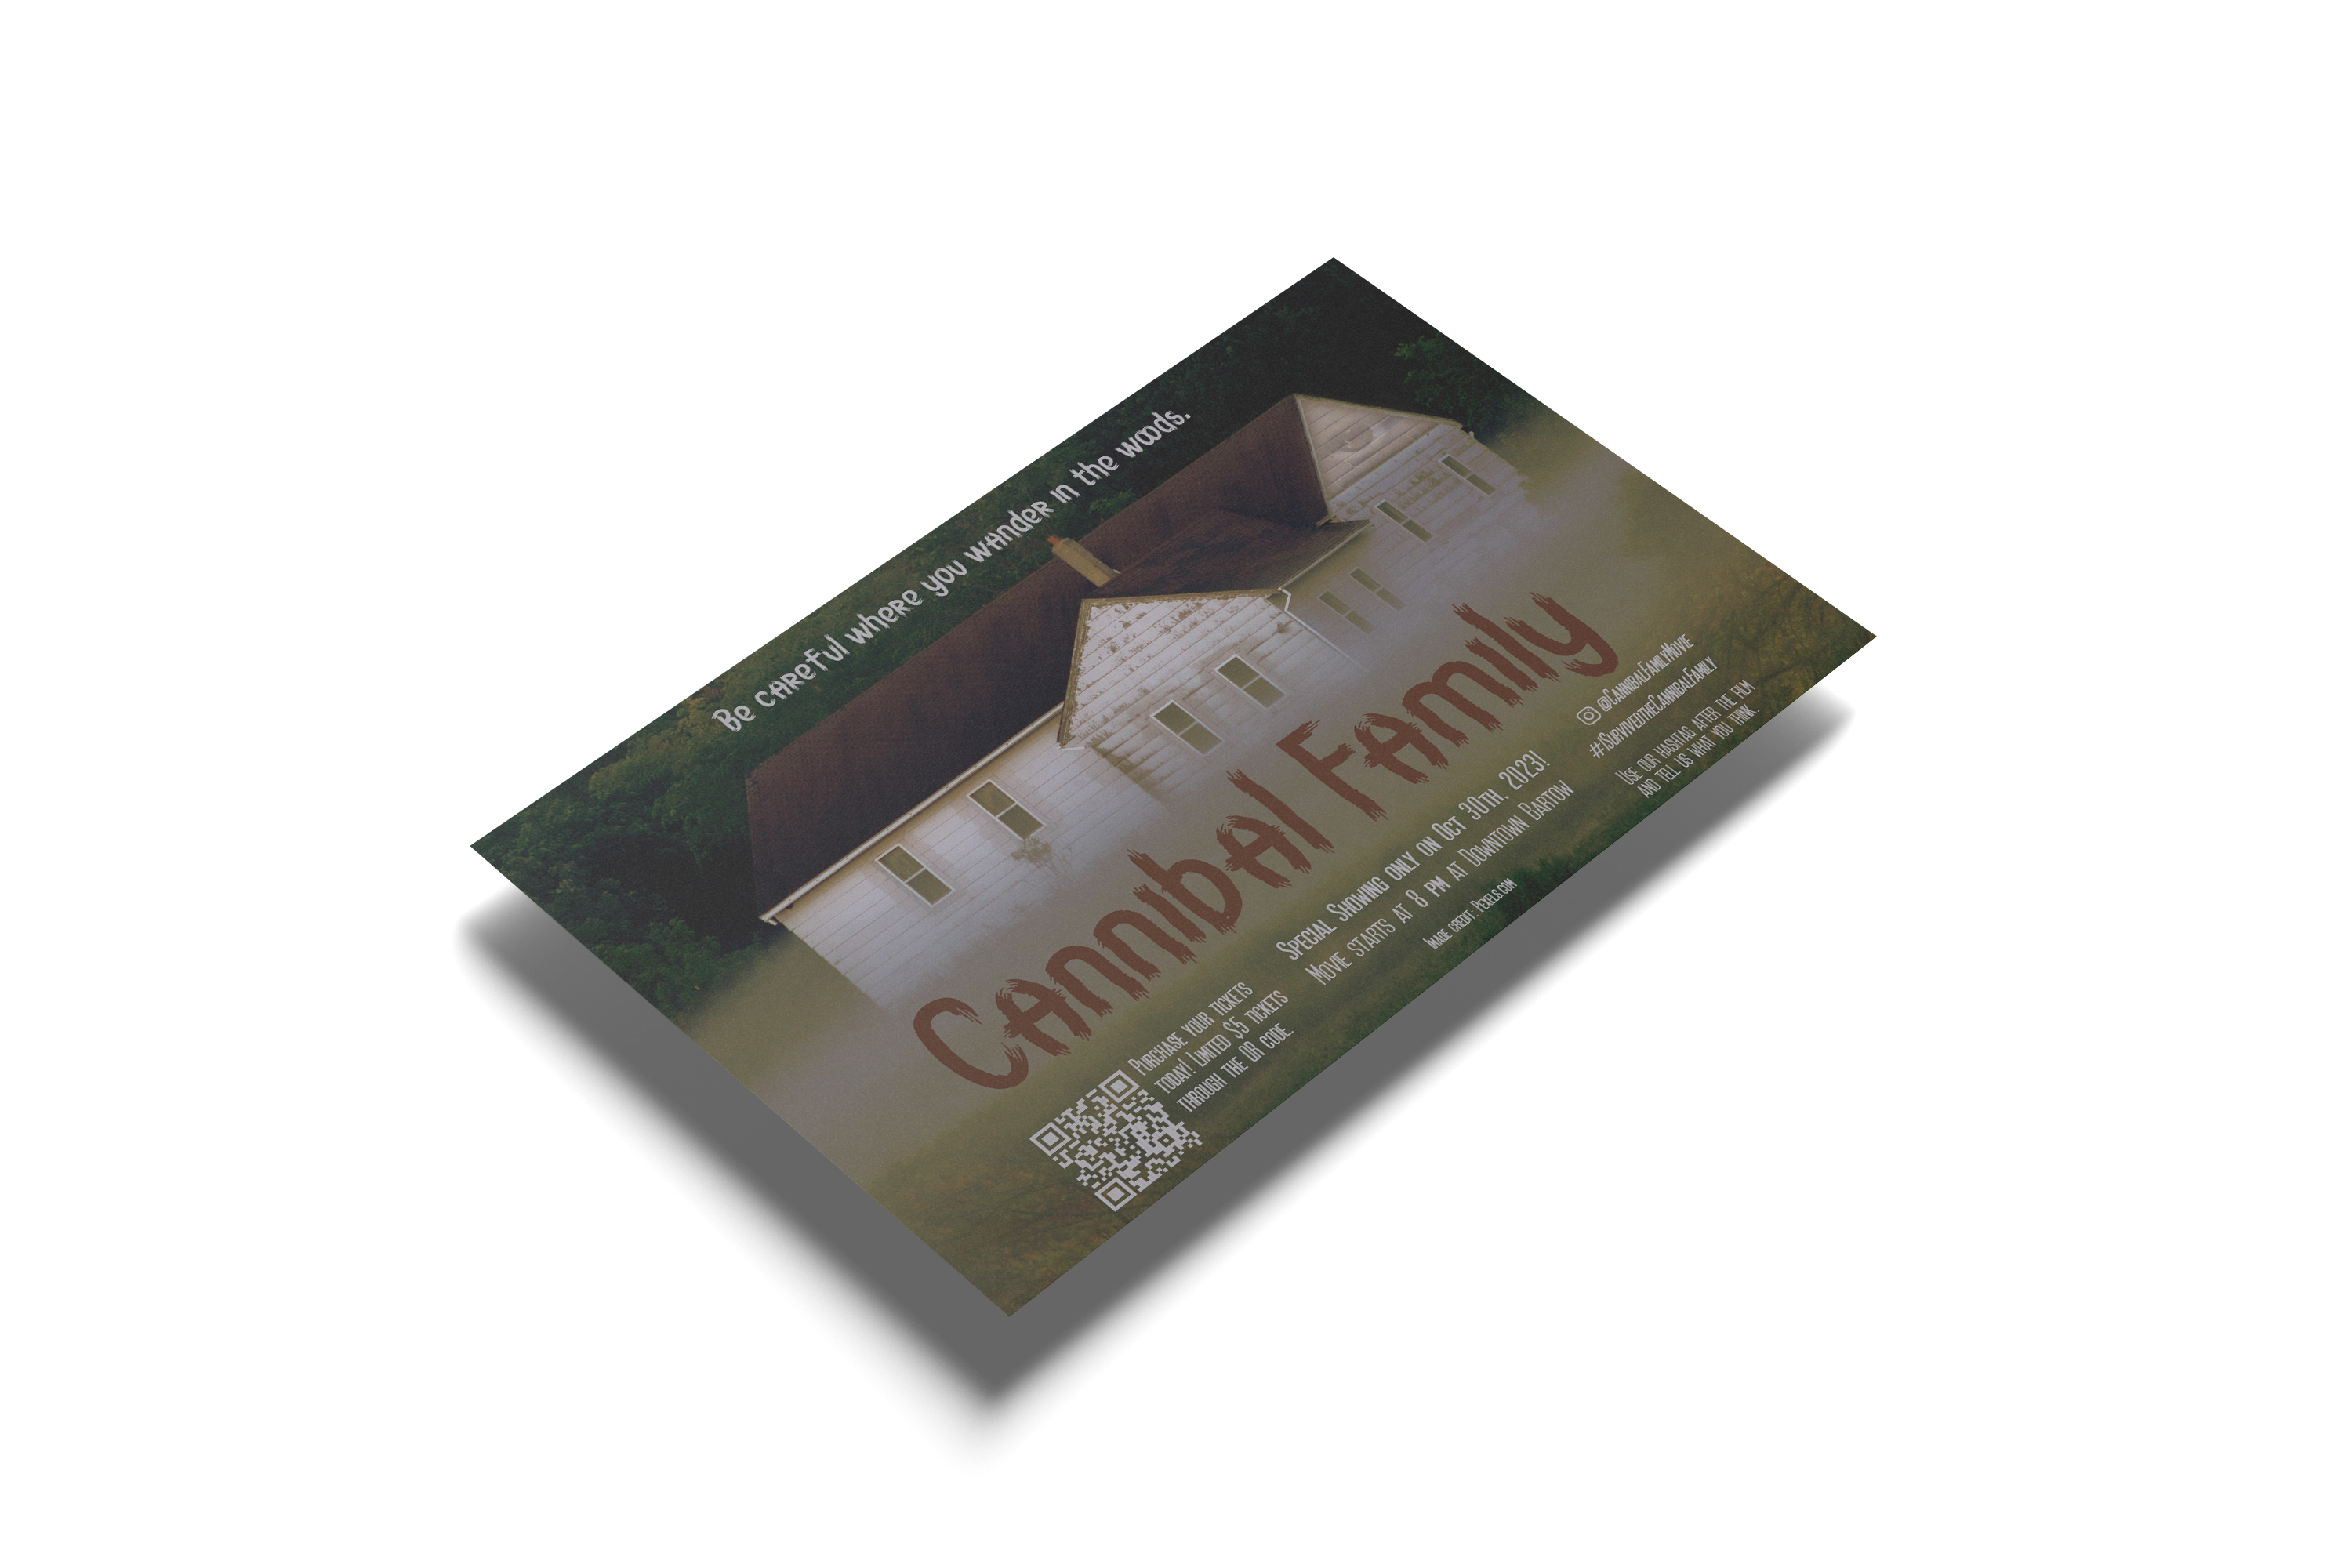 Be careful where you wander in the woods.
Cannibal Family
Purchase your tickets
today! Limited $5 tickets
through the QR code.
Special Showing only on Oct 30th, 2023!
Movie starts at 8 pm at Downtown Bartow
Image credit: Pexels.com
@CannibalFamilyMovie
#ISurvivedtheCannibalFamily
Use our hashtag after the film
and tell us what you think.